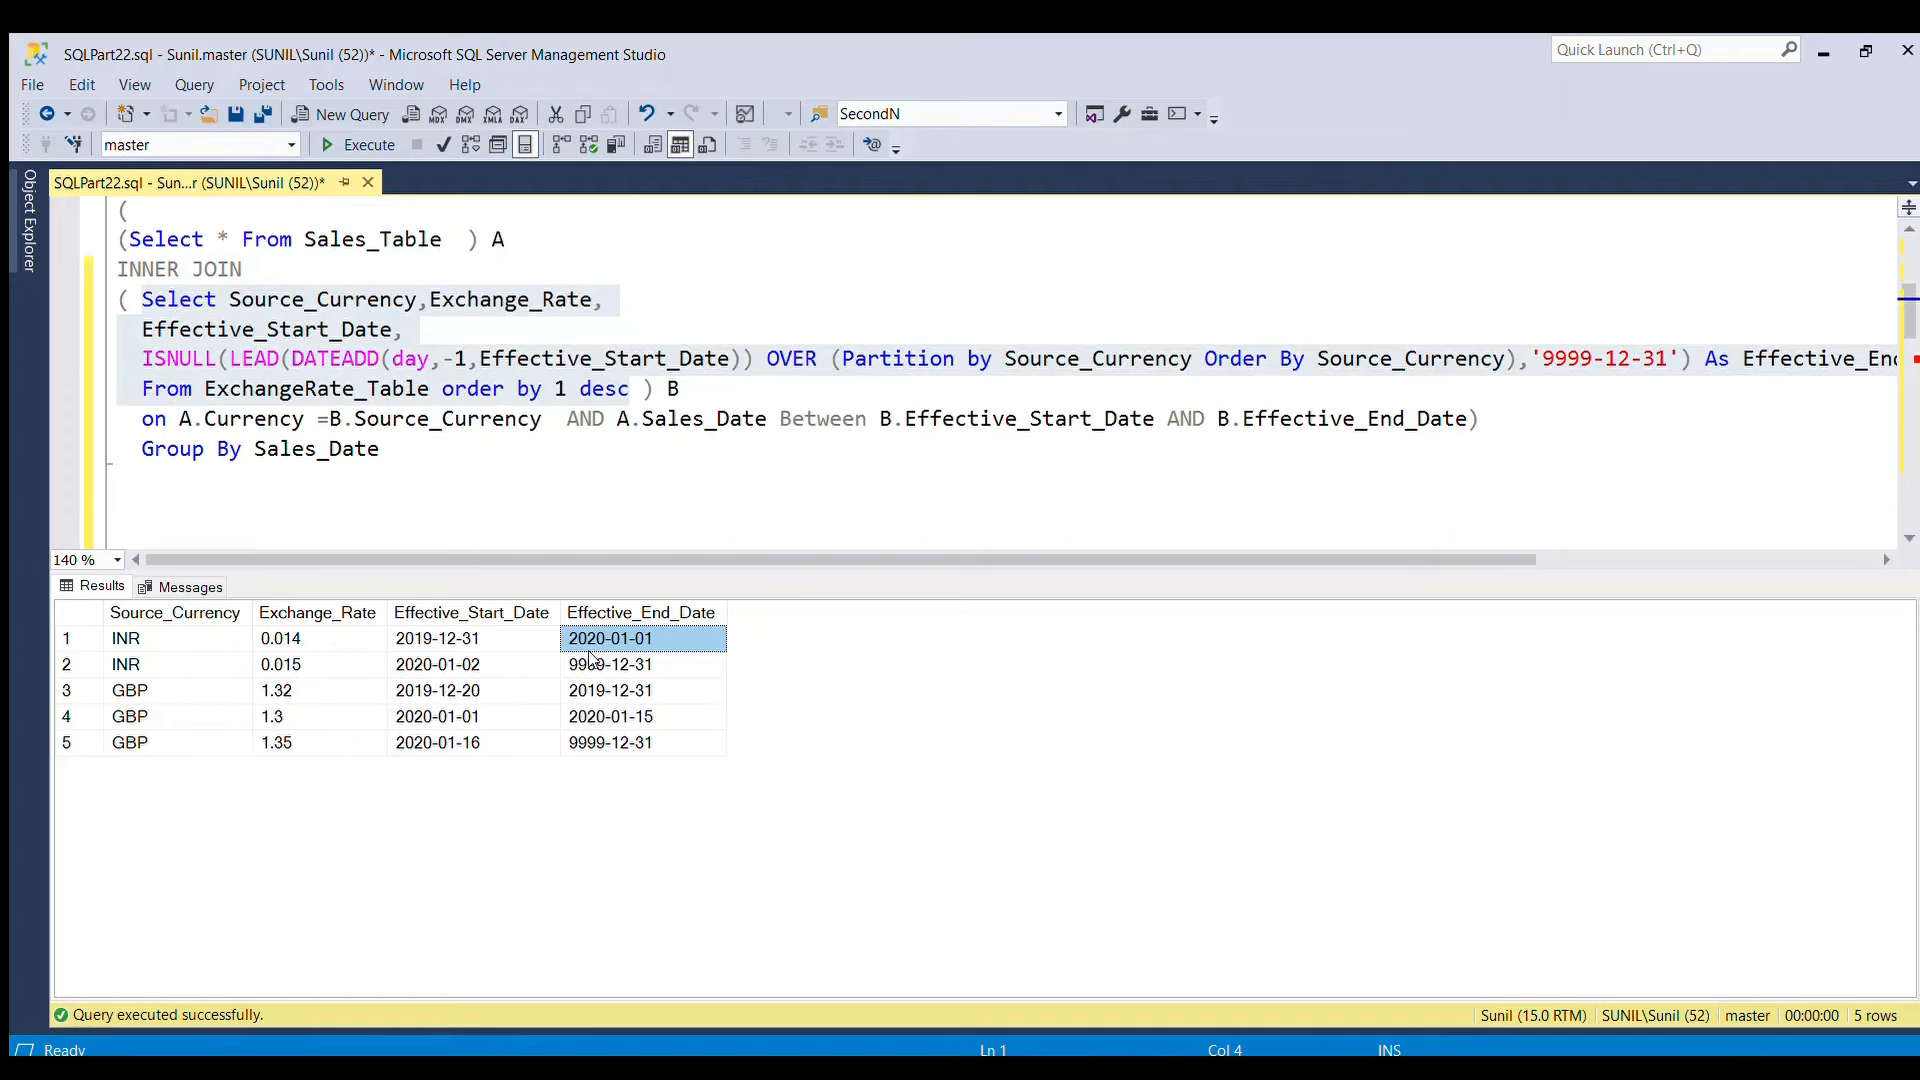 SQLPart22.sql - Sunil.master (SUNIL\Sunil (52))* - Microsoft SQL Server Management Studio
Quick Launch (Ctrl+Q)
File Edit View Query Project Tools Window Help
New Query
MDX DMX XMLA DAX
SecondN
master
Execute
SQLPart22.sql - Sun...r (SUNIL\Sunil (52))*
Object Explorer
(
(Select * From Sales_Table ) A
INNER JOIN
( Select Source_Currency,Exchange_Rate,
Effective_Start_Date,
ISNULL(LEAD(DATEADD(day,-1,Effective_Start_Date)) OVER (Partition by Source_Currency Order By Source_Currency),'9999-12-31') As Effective_En
From ExchangeRate_Table order by 1 desc ) B
on A.Currency =B.Source_Currency AND A.Sales_Date Between B.Effective_Start_Date AND B.Effective_End_Date)
Group By Sales_Date
140 %
Results Messages
Source_Currency Exchange_Rate Effective_Start_Date Effective_End_Date
1 INR 0.014 2019-12-31 2020-01-01
2 INR 0.015 2020-01-02 9999-12-31
3 GBP 1.32 2019-12-20 2019-12-31
4 GBP 1.3 2020-01-01 2020-01-15
5 GBP 1.35 2020-01-16 9999-12-31
Query executed successfully.
Sunil (15.0 RTM) SUNIL\Sunil (52) master 00:00:00 5 rows
Ready Ln 1 Col 4 INS